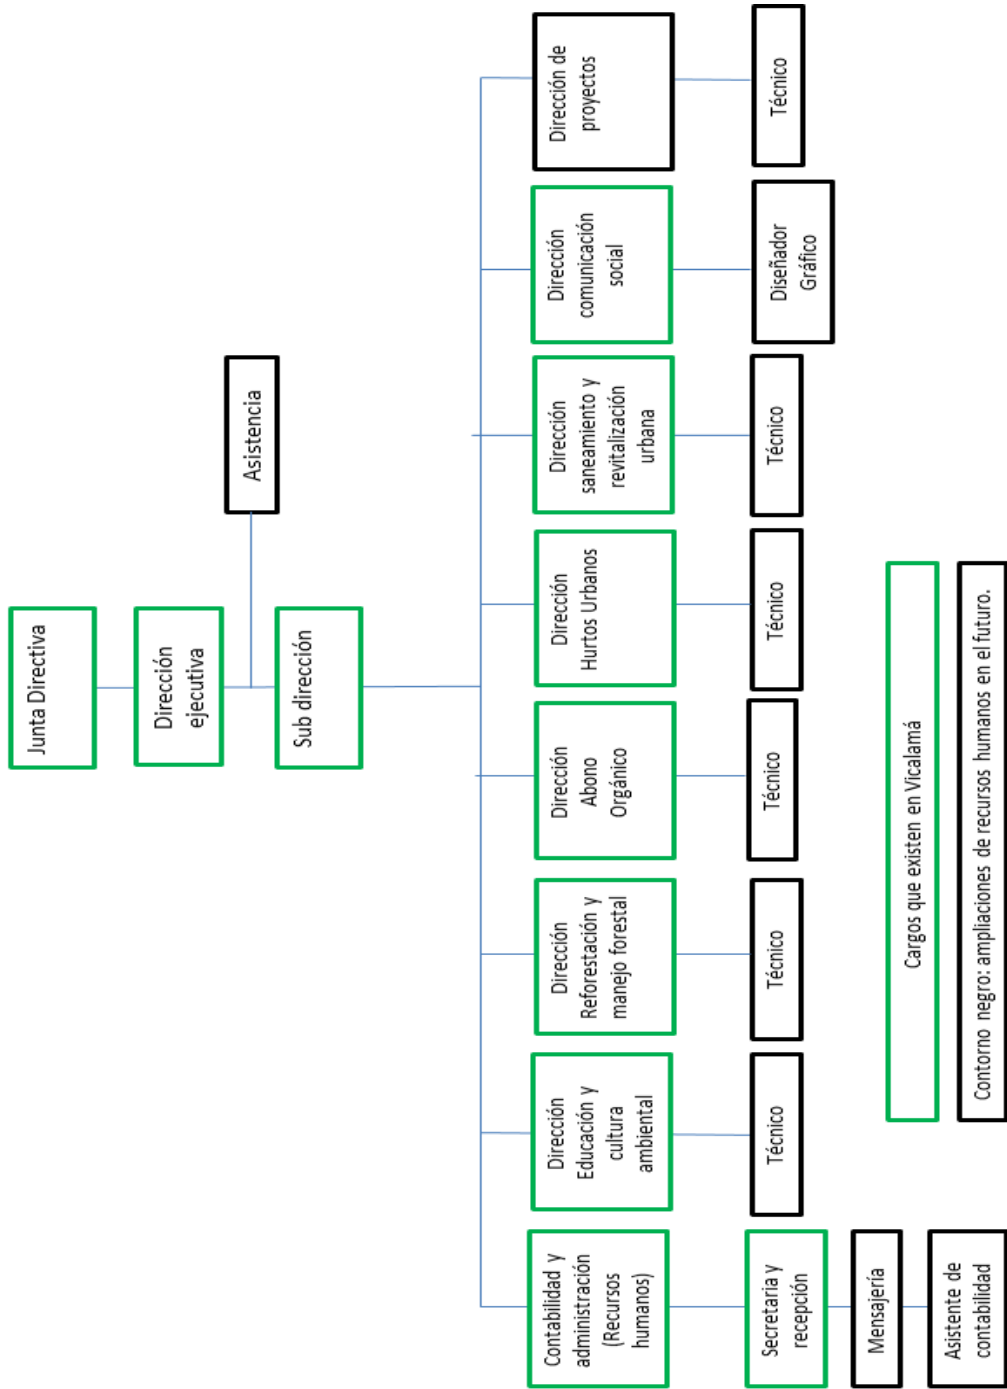 Junta Directiva
Dirección
ejecutiva
Asistencia
Sub dirección
Contabilidad y
administración
(Recursos
humanos)
Dirección
Educación y
cultura
ambiental
Dirección
Reforestación y
manejo forestal
Dirección
Abono
Orgánico
Dirección
Hurtos Urbanos
Dirección
saneamiento y
revitalización
urbana
Dirección
comunicación
social
Dirección de
proyectos
Secretaria y
recepción
Técnico
Técnico
Técnico
Técnico
Técnico
Diseñador
Gráfico
Técnico
Mensajería
Asistente de
contabilidad
Cargos que existen en Vicalamá
Contorno negro: ampliaciones de recursos humanos en el futuro.